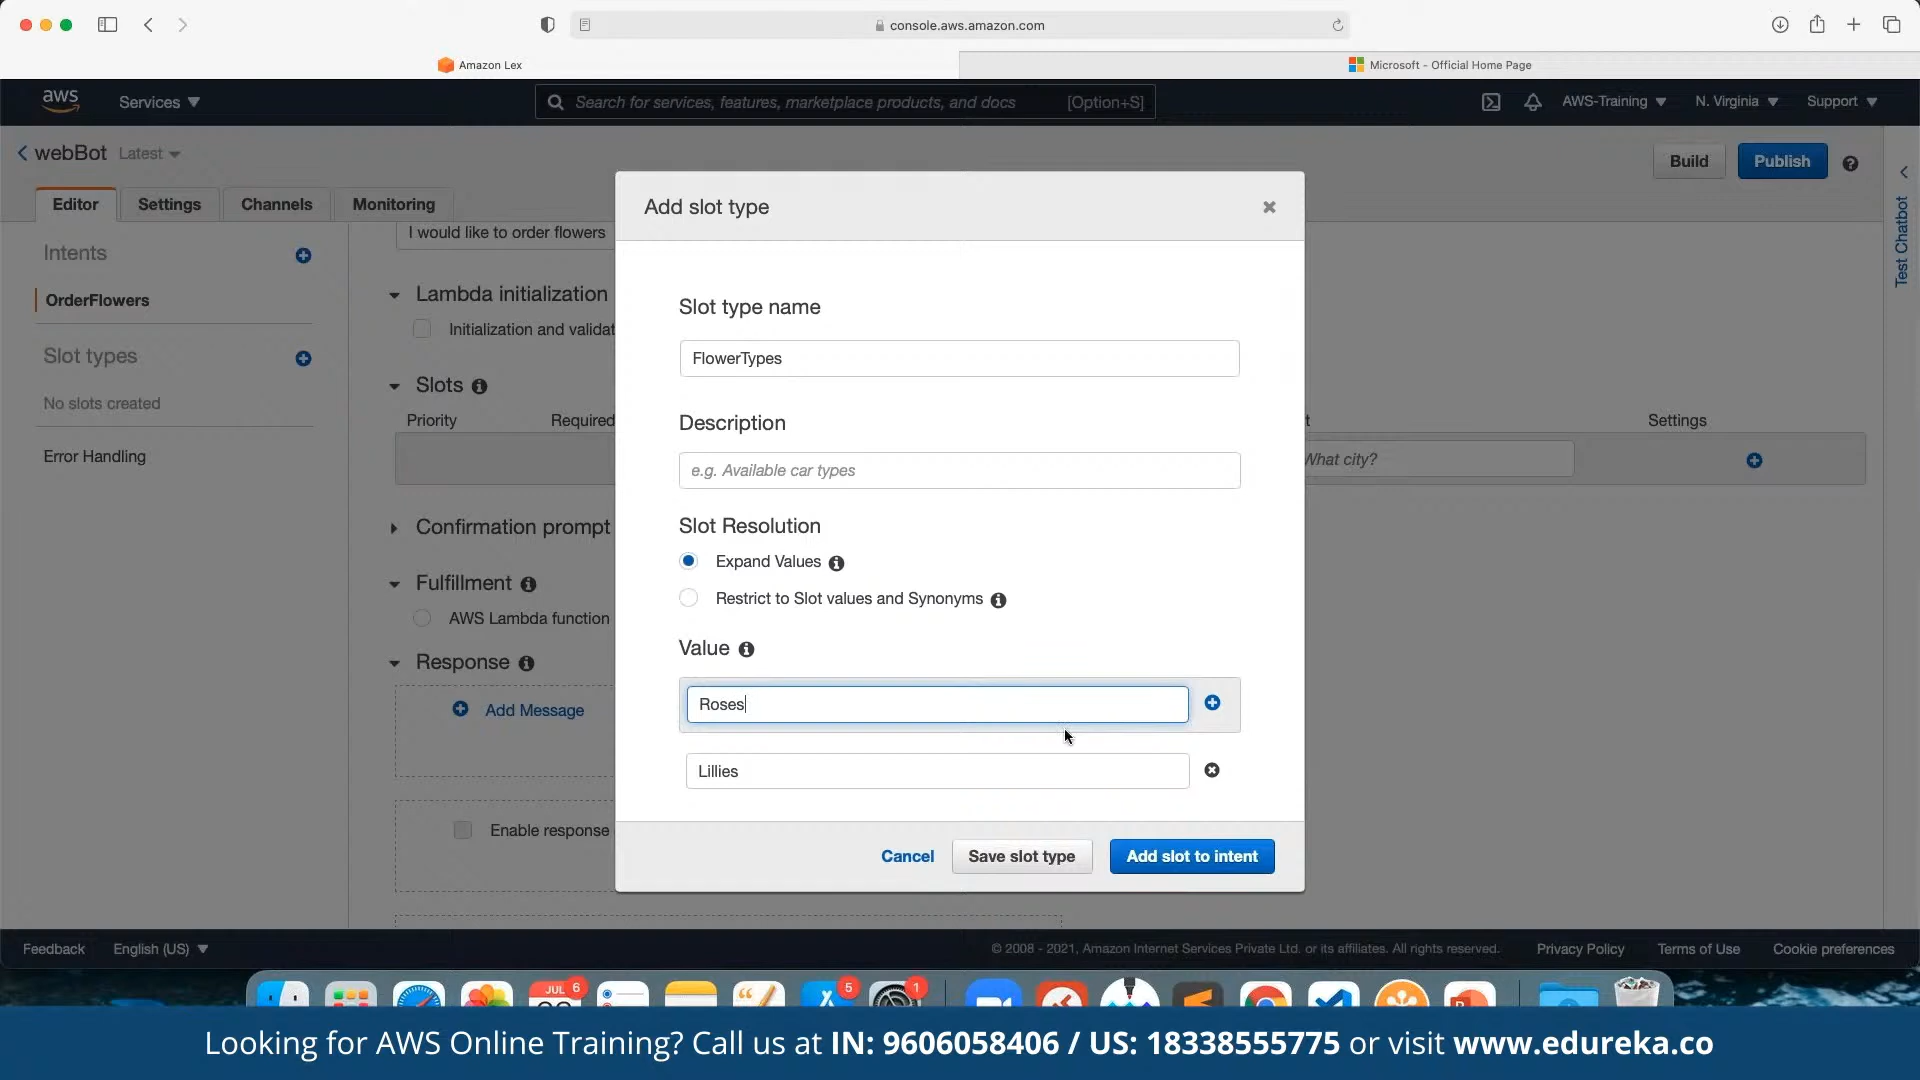 console.aws.amazon.com
Amazon Lex
Microsoft - Official Home Page
aws
Services
Search for services, features, marketplace products, and docs
[Option+S]
AWS-Training
N. Virginia
Support
webBot
Latest
Build
Publish
Editor
Settings
Channels
Monitoring
Test Chatbot
Intents
OrderFlowers
Slot types
No slots created
Error Handling
I would like to order flowers
Lambda initialization
Initialization and validat
Slots
Priority
Required
t
Settings
What city?
Confirmation prompt
Fulfillment
AWS Lambda function
Response
Add Message
Enable response
Add slot type
Slot type name
FlowerTypes
Description
e.g. Available car types
Slot Resolution
Expand Values
Restrict to Slot values and Synonyms
Value
Roses
Lillies
Cancel
Save slot type
Add slot to intent
Feedback
English (US)
© 2008 - 2021, Amazon Internet Services Private Ltd. or its affiliates. All rights reserved.
Privacy Policy
Terms of Use
Cookie preferences
JUL
6
5
1
Looking for AWS Online Training? Call us at IN: 9606058406 / US: 18338555775 or visit www.edureka.co